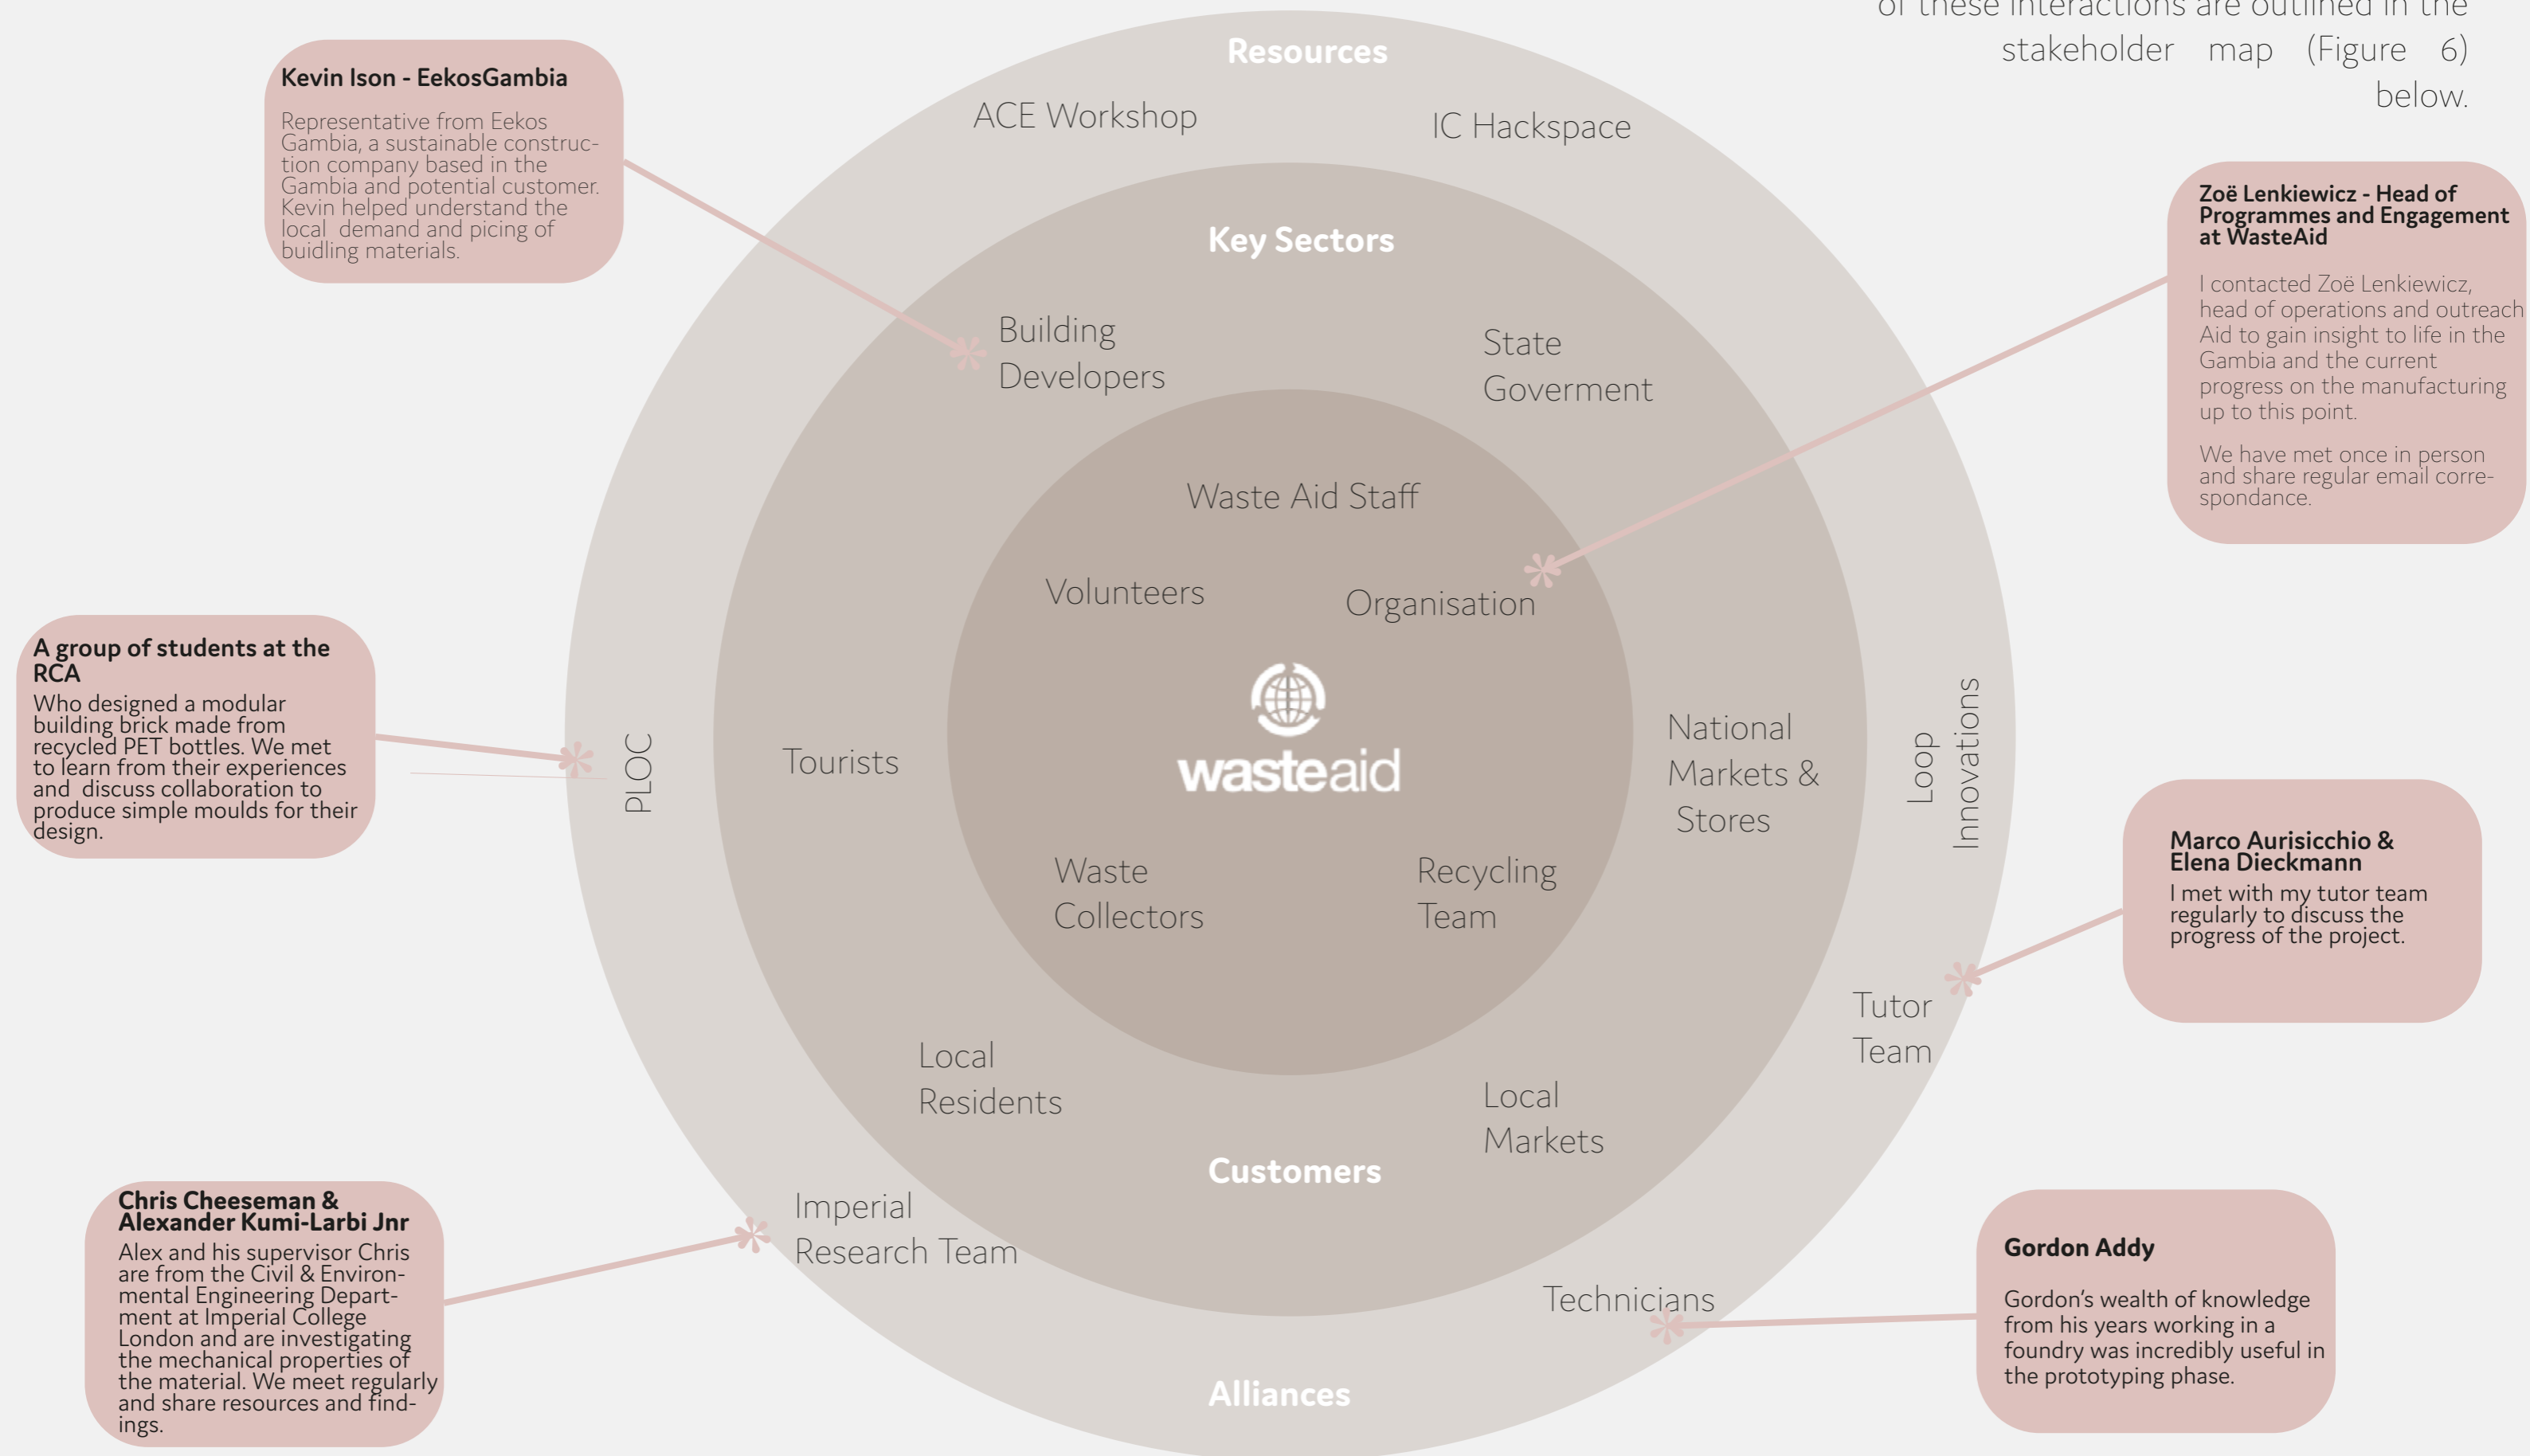 of these interactions are outlined in the
stakeholder map (Figure 6)
below.
Resources
ACE Workshop
IC Hackspace
Kevin Ison - EekosGambia
Representative from Eekos
Gambia, a sustainable construc-
tion company based in the
Gambia and potential customer.
Kevin helped understand the
local demand and picing of
buidling materials.
Key Sectors
Building
Developers
State
Goverment
Zoë Lenkiewicz - Head of
Programmes and Engagement
at WasteAid
I contacted Zoë Lenkiewicz,
head of operations and outreach
Aid to gain insight to life in the
Gambia and the current
progress on the manufacturing
up to this point.
We have met once in person
and share regular email corre-
spondance.
Waste Aid Staff
Volunteers
Organisation
wasteaid
A group of students at the
RCA
Who designed a modular
building brick made from
recycled PET bottles. We met
to learn from their experiences
and discuss collaboration to
produce simple moulds for their
design.
PLOC
Tourists
National
Markets &
Stores
Loop
Innovations
Waste
Collectors
Recycling
Team
Marco Aurisicchio &
Elena Dieckmann
I met with my tutor team
regularly to discuss the
progress of the project.
Tutor
Team
Local
Residents
Local
Markets
Customers
Imperial
Research Team
Chris Cheeseman &
Alexander Kumi-Larbi Jnr
Alex and his supervisor Chris
are from the Civil & Environ-
mental Engineering Depart-
ment at Imperial College
London and are investigating
the mechanical properties of
the material. We meet regularly
and share resources and find-
ings.
Technicians
Gordon Addy
Gordon's wealth of knowledge
from his years working in a
foundry was incredibly useful in
the prototyping phase.
Alliances